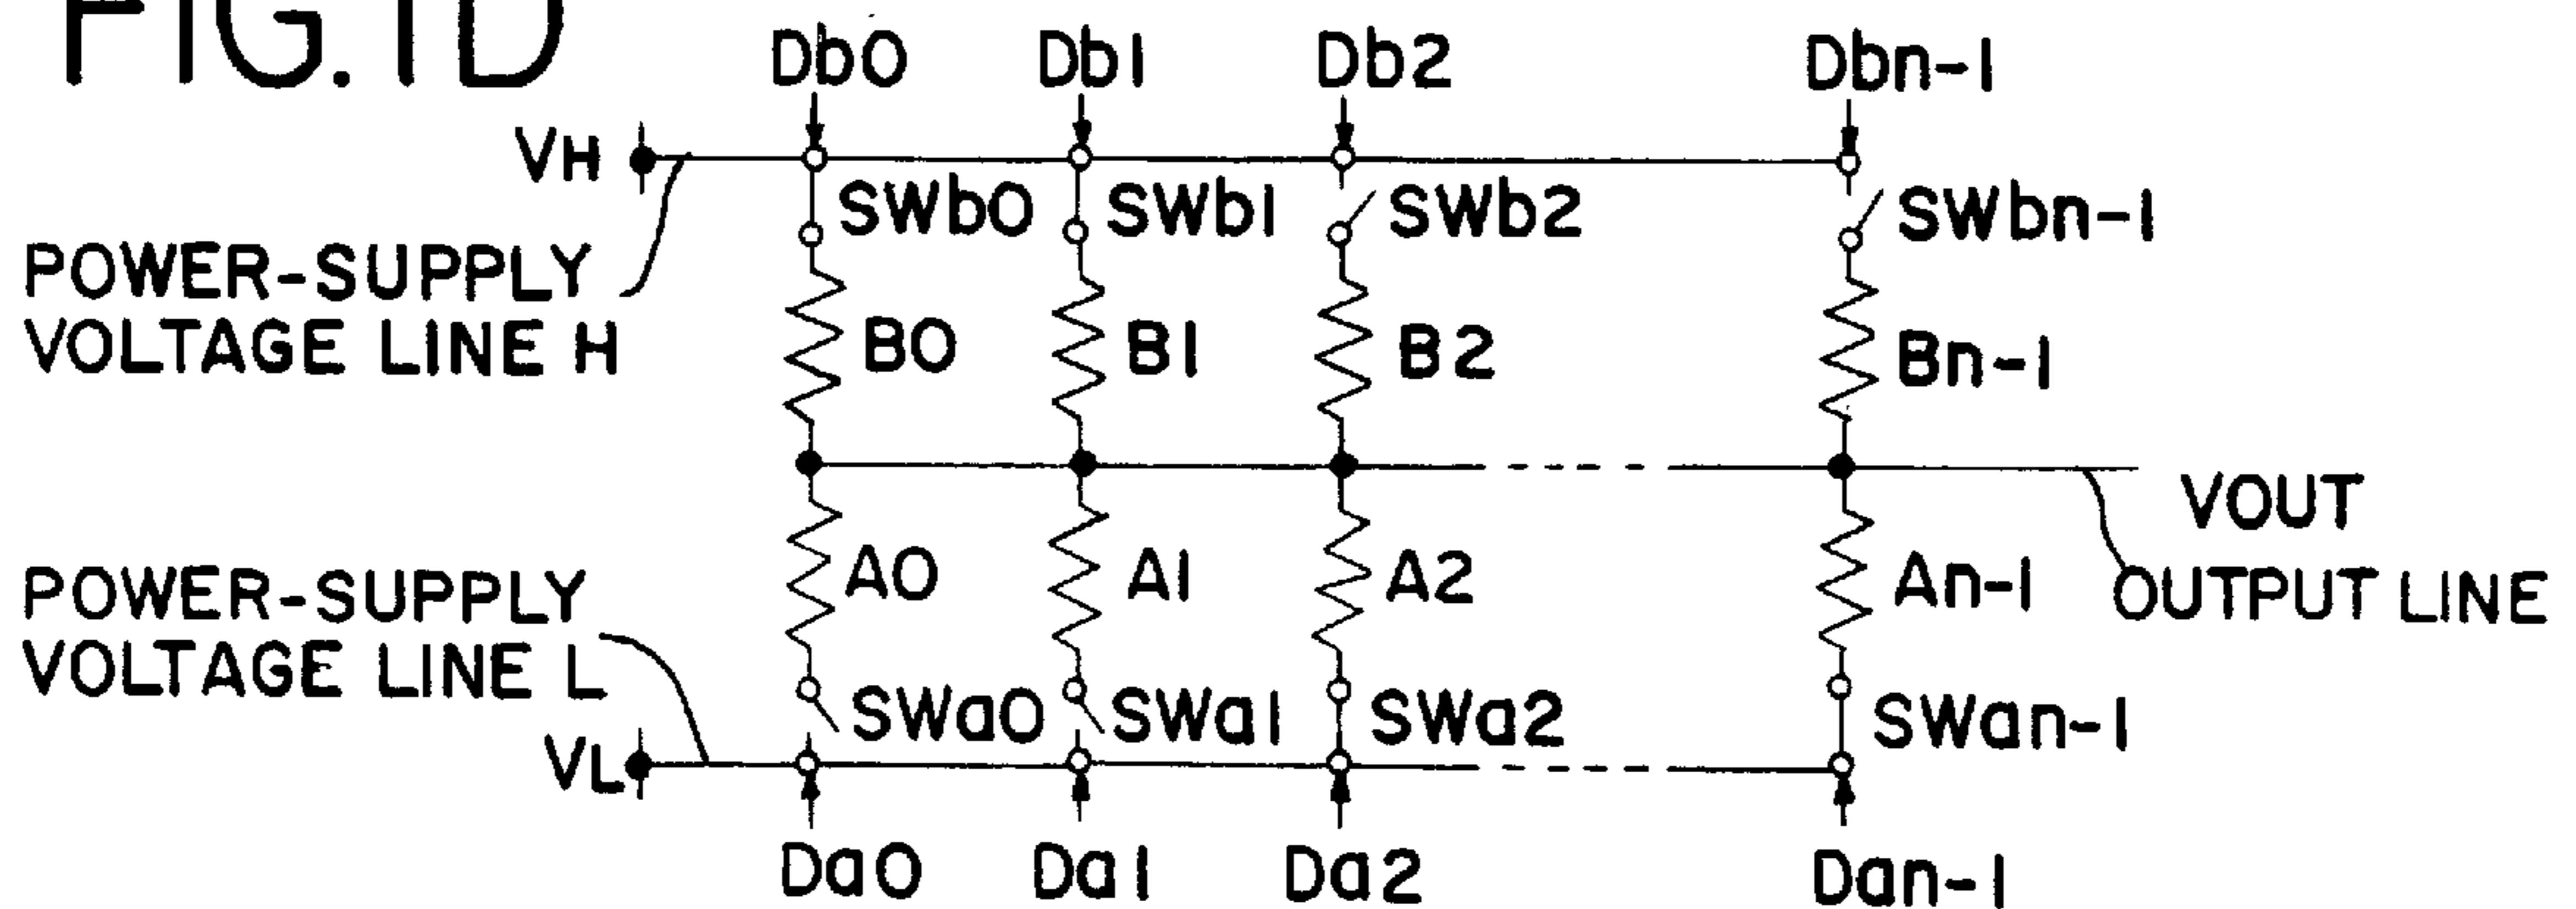 FIG. 1D
Db0 Db1 Db2 Dbn-1
VH
SWb0 SWb1 SWb2 SWbn-1
POWER-SUPPLY
VOLTAGE LINE H
B0 B1 B2 Bn-1
VOUT
OUTPUT LINE
A0 A1 A2 An-1
POWER-SUPPLY
VOLTAGE LINE L
SWa0 SWa1 SWa2 SWan-1
VL
Da0 Da1 Da2 Dan-1